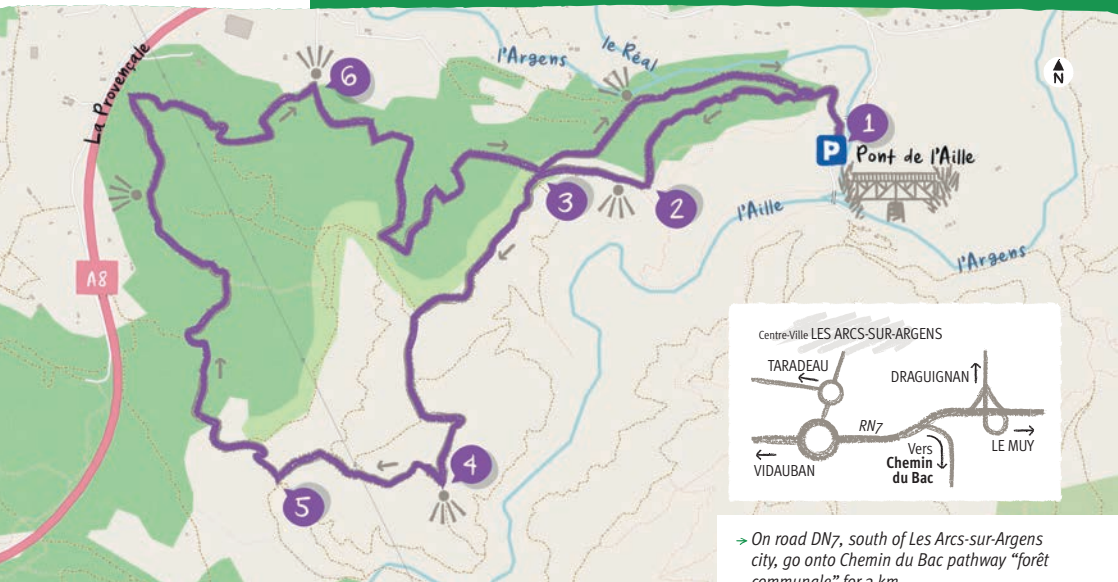 La Provençale
6
l'Argens
le Réal
N
1
P Pont de l'Aille
3
2
l'Aille
l'Argens
A8
4
5
Centre-Ville LES ARCS-SUR-ARGENS
TARADEAU
DRAGUIGNAN
RN7
LE MUY
VIDAUBAN
Vers
Chemin
du Bac
→ On road DN7, south of Les Arcs-sur-Argens
city, go onto Chemin du Bac pathway “forêt
communale” for